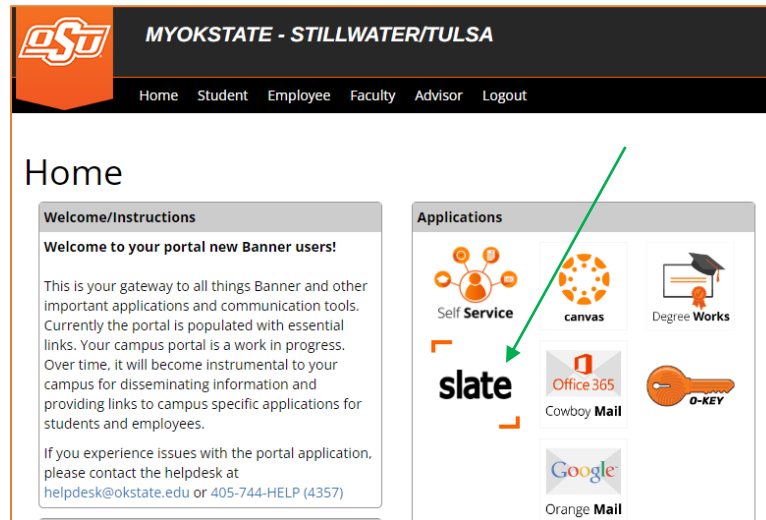 OSU
MYOKSTATE - STILLWATER/TULSA
Home Student Employee Faculty Advisor Logout
Home
Welcome/Instructions
Welcome to your portal new Banner users!
This is your gateway to all things Banner and other
important applications and communication tools.
Currently the portal is populated with essential
links. Your campus portal is a work in progress.
Over time, it will become instrumental to your
campus for disseminating information and
providing links to campus specific applications for
students and employees.
If you experience issues with the portal application,
please contact the helpdesk at
helpdesk@okstate.edu or 405-744-HELP (4357)
Applications
Self Service
canvas
Degree Works
slate
Office 365
Cowboy Mail
O-KEY
Google
Orange Mail